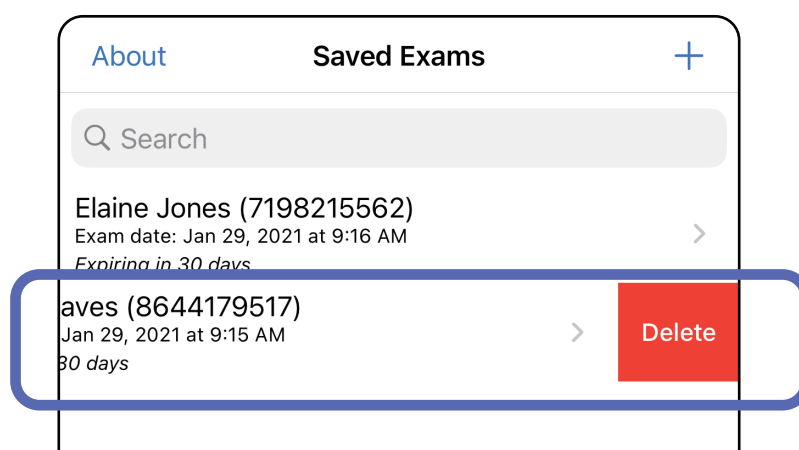 About Saved Exams
Search
Elaine Jones (7198215562)
Exam date: Jan 29, 2021 at 9:16 AM
Expiring in 30 days
aves (8644179517)
Jan 29, 2021 at 9:15 AM
30 days
Delete